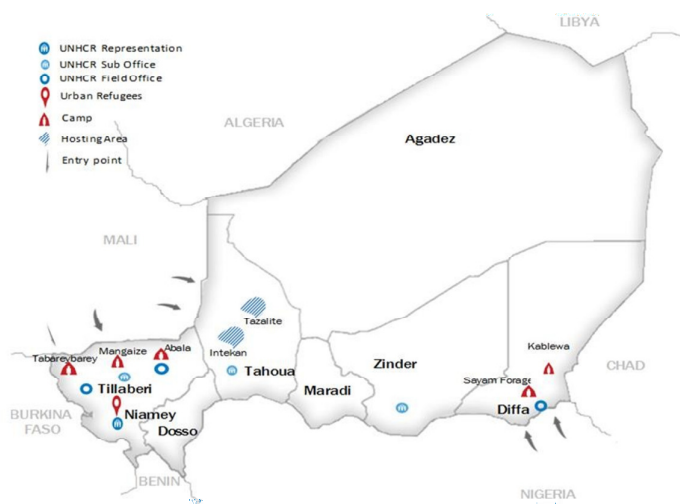 LIBYA
UNHCR Representation
UNHCR Sub Office
UNHCR Field Office
Urban Refugees
Camp
Hosting Area
Entry point
ALGERIA
Agadez
MALI
Tazalite
Intekan
Tabareybarey
Mangaize
Abala
Kablewa
Zinder
CHAD
Tahoua
Sayam Forage
Tillaberi
Maradi
Niamey
Diffa
BURKINA
FASO
Dosso
BENIN
NIGERIA